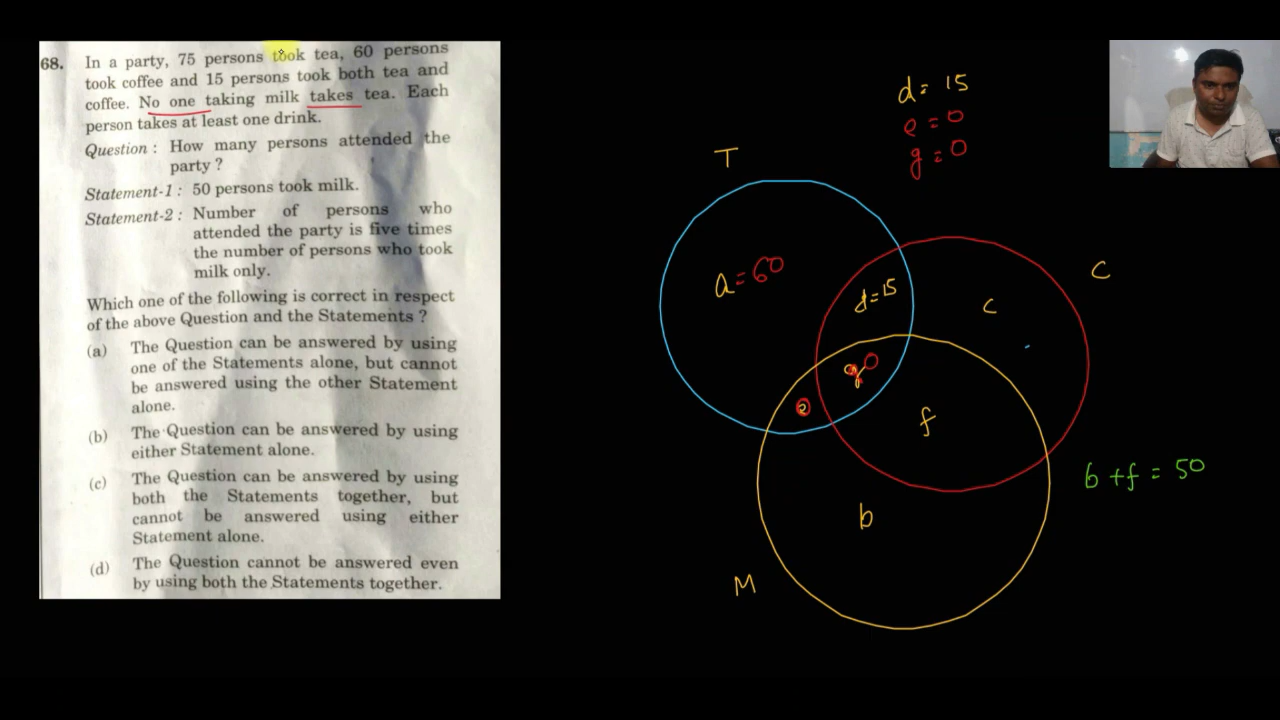 68. In a party, 75 persons took tea, 60 persons
took coffee and 15 persons took both tea and
coffee. No one taking milk takes tea. Each
person takes at least one drink.
Question : How many persons attended the
party ?
Statement-1 : 50 persons took milk.
Statement-2 : Number of persons who
attended the party is five times
the number of persons who took
milk only.
Which one of the following is correct in respect
of the above Question and the Statements ?
(a) The Question can be answered by using
one of the Statements alone, but cannot
be answered using the other Statement
alone.
(b) The Question can be answered by using
either Statement alone.
(c) The Question can be answered by using
both the Statements together, but
cannot be answered using either
Statement alone.
(d) The Question cannot be answered even
by using both the Statements together.
d = 15
e = 0
g = 0
T
C
a = 60
d = 15
c
g 0
e
f
b + f = 50
b
M